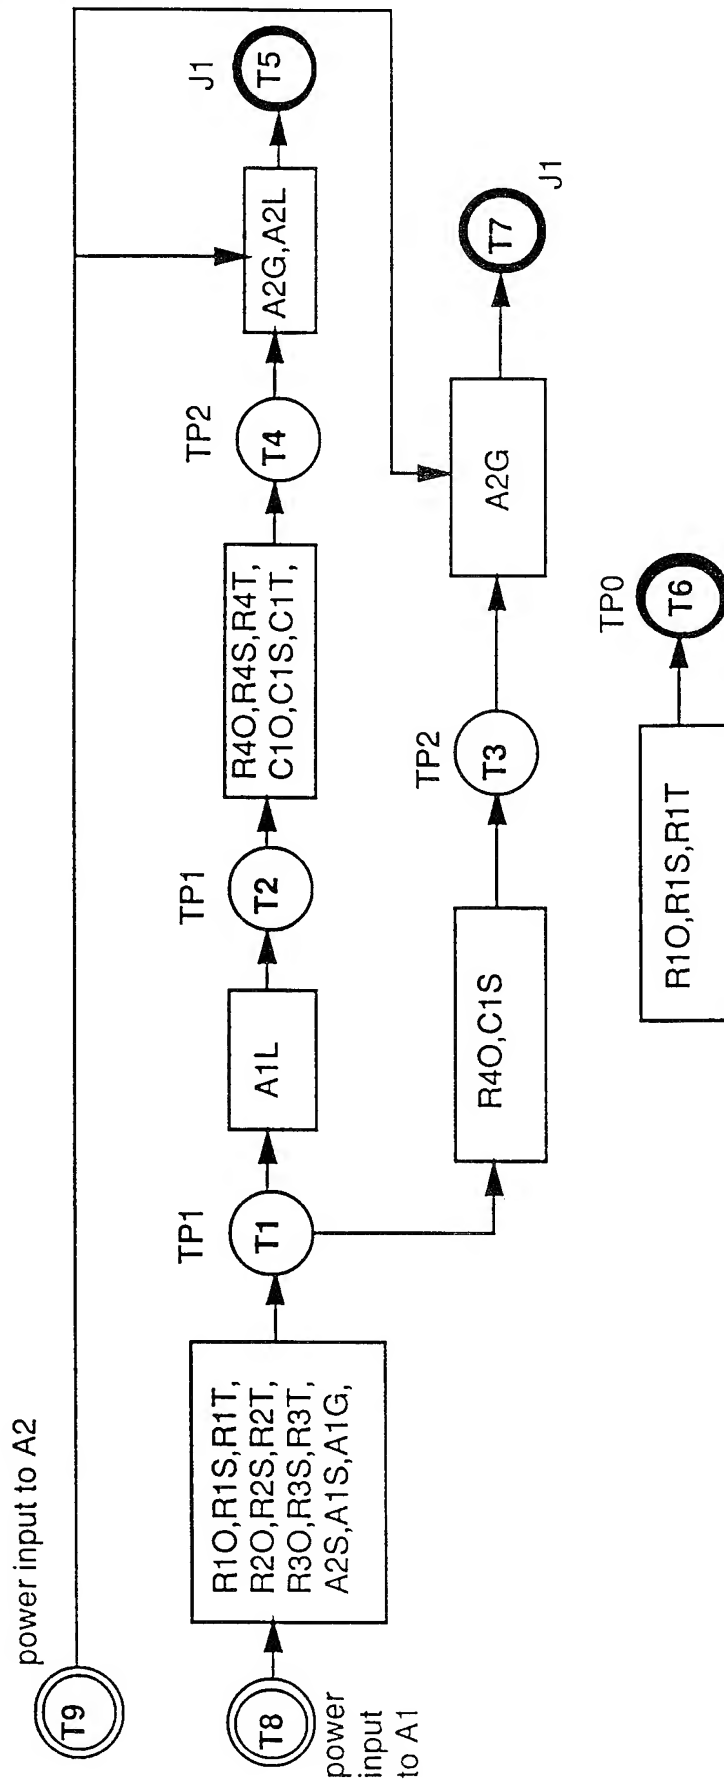 power input to A2
T9
J1
T5
A2G,A2L
TP2
T4
R4O,R4S,R4T,
C1O,C1S,C1T,
TP1
T2
A1L
TP1
T1
R1O,R1S,R1T,
R2O,R2S,R2T,
R3O,R3S,R3T,
A2S,A1S,A1G,
T8
power
input
to A1
J1
T7
A2G
TP2
T3
R4O,C1S
TP0
T6
R1O,R1S,R1T